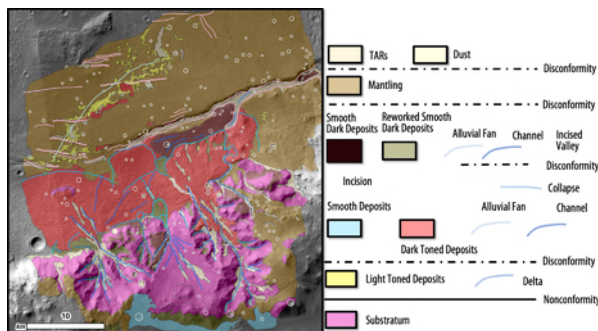 TARs Dust
Disconformity
Mantling
Disconformity
Smooth Dark Deposits
Reworked Smooth Dark Deposits
Alluvial Fan
Channel
Incised Valley
Disconformity
Incision
Collapse
Smooth Deposits
Dark Toned Deposits
Alluvial Fan
Channel
Disconformity
Light Toned Deposits
Delta
Nonconformity
Substratum
10